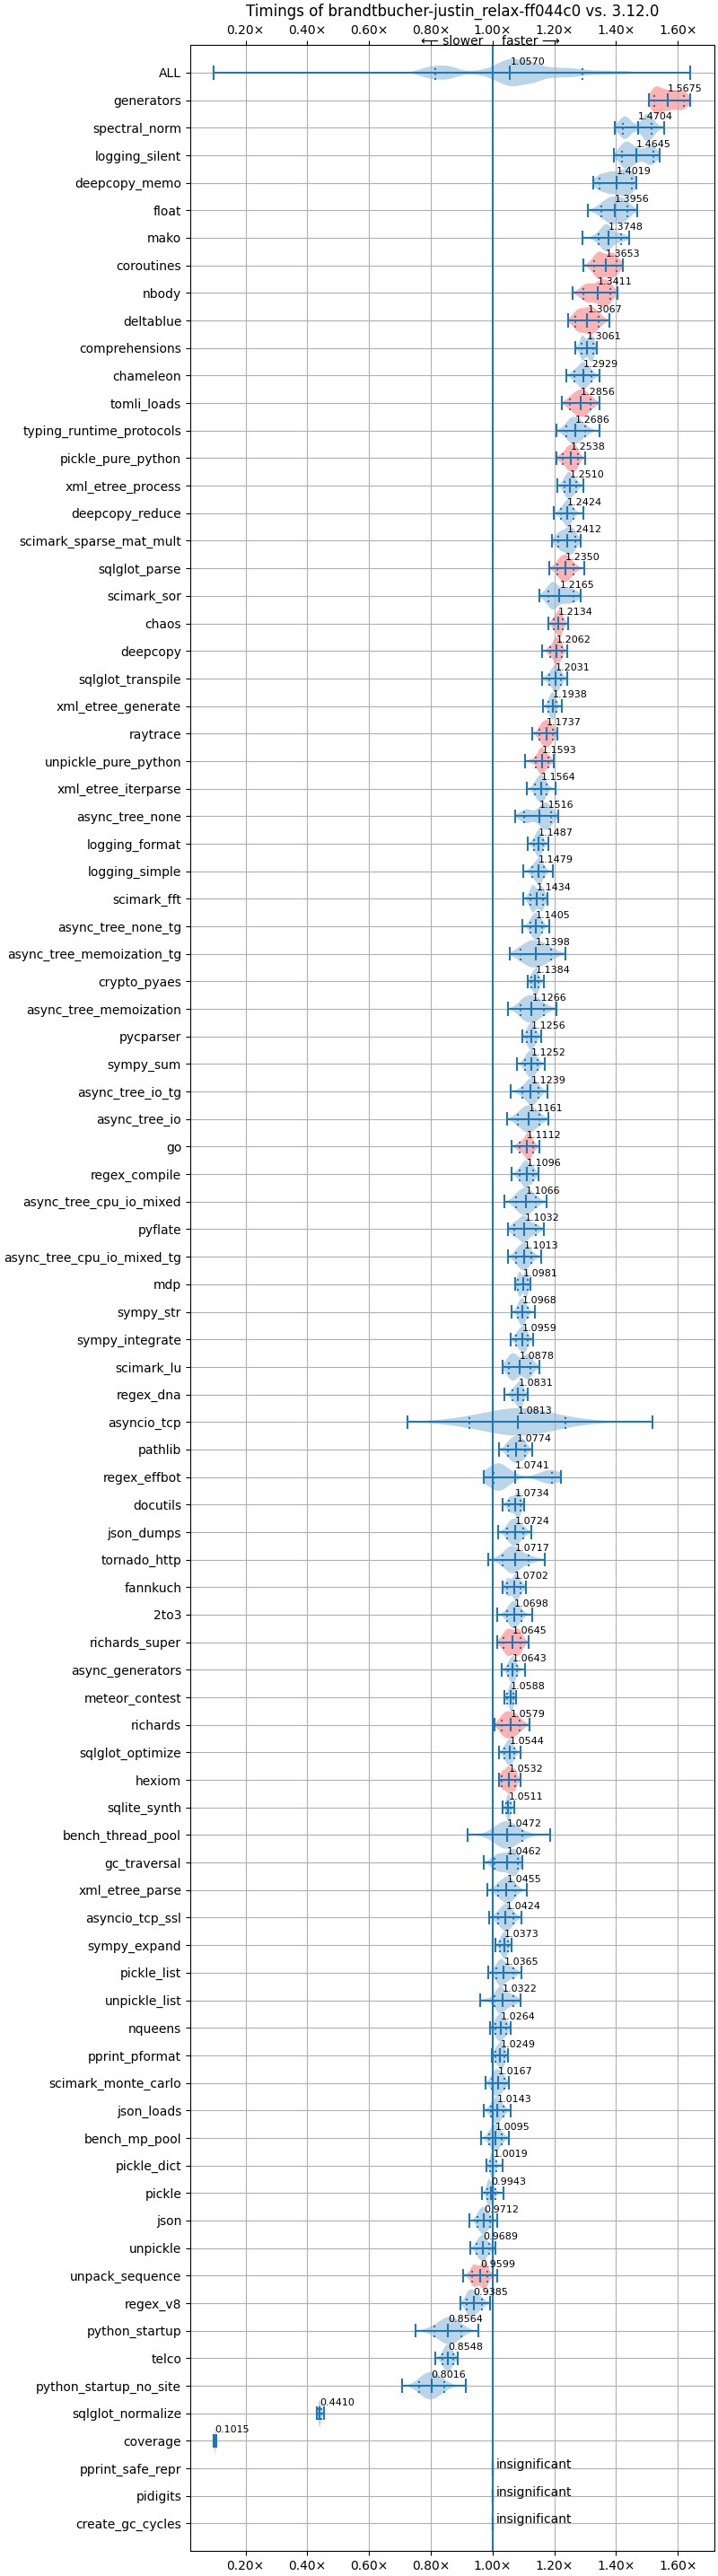 Timings of brandtbucher-justin_relax-ff044c0 vs. 3.12.0
0.20× 0.40× 0.60× 0.80× 1.00× 1.20× 1.40× 1.60×
⟵ slower faster ⟶
ALL 1.0570
generators 1.5675
spectral_norm 1.4704
logging_silent 1.4645
deepcopy_memo 1.4019
float 1.3956
mako 1.3748
coroutines 1.3653
nbody 1.3411
deltablue 1.3067
comprehensions 1.3061
chameleon 1.2929
tomli_loads 1.2856
typing_runtime_protocols 1.2686
pickle_pure_python 1.2538
xml_etree_process 1.2510
deepcopy_reduce 1.2424
scimark_sparse_mat_mult 1.2412
sqlglot_parse 1.2350
scimark_sor 1.2165
chaos 1.2134
deepcopy 1.2062
sqlglot_transpile 1.2031
xml_etree_generate 1.1938
raytrace 1.1737
unpickle_pure_python 1.1593
xml_etree_iterparse 1.1564
async_tree_none 1.1516
logging_format 1.1487
logging_simple 1.1479
scimark_fft 1.1434
async_tree_none_tg 1.1405
async_tree_memoization_tg 1.1398
crypto_pyaes 1.1384
async_tree_memoization 1.1266
pycparser 1.1256
sympy_sum 1.1252
async_tree_io_tg 1.1239
async_tree_io 1.1161
go 1.1112
regex_compile 1.1096
async_tree_cpu_io_mixed 1.1066
pyflate 1.1032
async_tree_cpu_io_mixed_tg 1.1013
mdp 1.0981
sympy_str 1.0968
sympy_integrate 1.0959
scimark_lu 1.0878
regex_dna 1.0831
asyncio_tcp 1.0813
pathlib 1.0774
regex_effbot 1.0741
docutils 1.0734
json_dumps 1.0724
tornado_http 1.0717
fannkuch 1.0702
2to3 1.0698
richards_super 1.0645
async_generators 1.0643
meteor_contest 1.0588
richards 1.0579
sqlglot_optimize 1.0544
hexiom 1.0532
sqlite_synth 1.0511
bench_thread_pool 1.0472
gc_traversal 1.0462
xml_etree_parse 1.0455
asyncio_tcp_ssl 1.0424
sympy_expand 1.0373
pickle_list 1.0365
unpickle_list 1.0322
nqueens 1.0264
pprint_pformat 1.0249
scimark_monte_carlo 1.0167
json_loads 1.0143
bench_mp_pool 1.0095
pickle_dict 1.0019
pickle 0.9943
json 0.9712
unpickle 0.9689
unpack_sequence 0.9599
regex_v8 0.9385
python_startup 0.8564
telco 0.8548
python_startup_no_site 0.8016
sqlglot_normalize 0.4410
coverage 0.1015
pprint_safe_repr insignificant
pidigits insignificant
create_gc_cycles insignificant
0.20× 0.40× 0.60× 0.80× 1.00× 1.20× 1.40× 1.60×